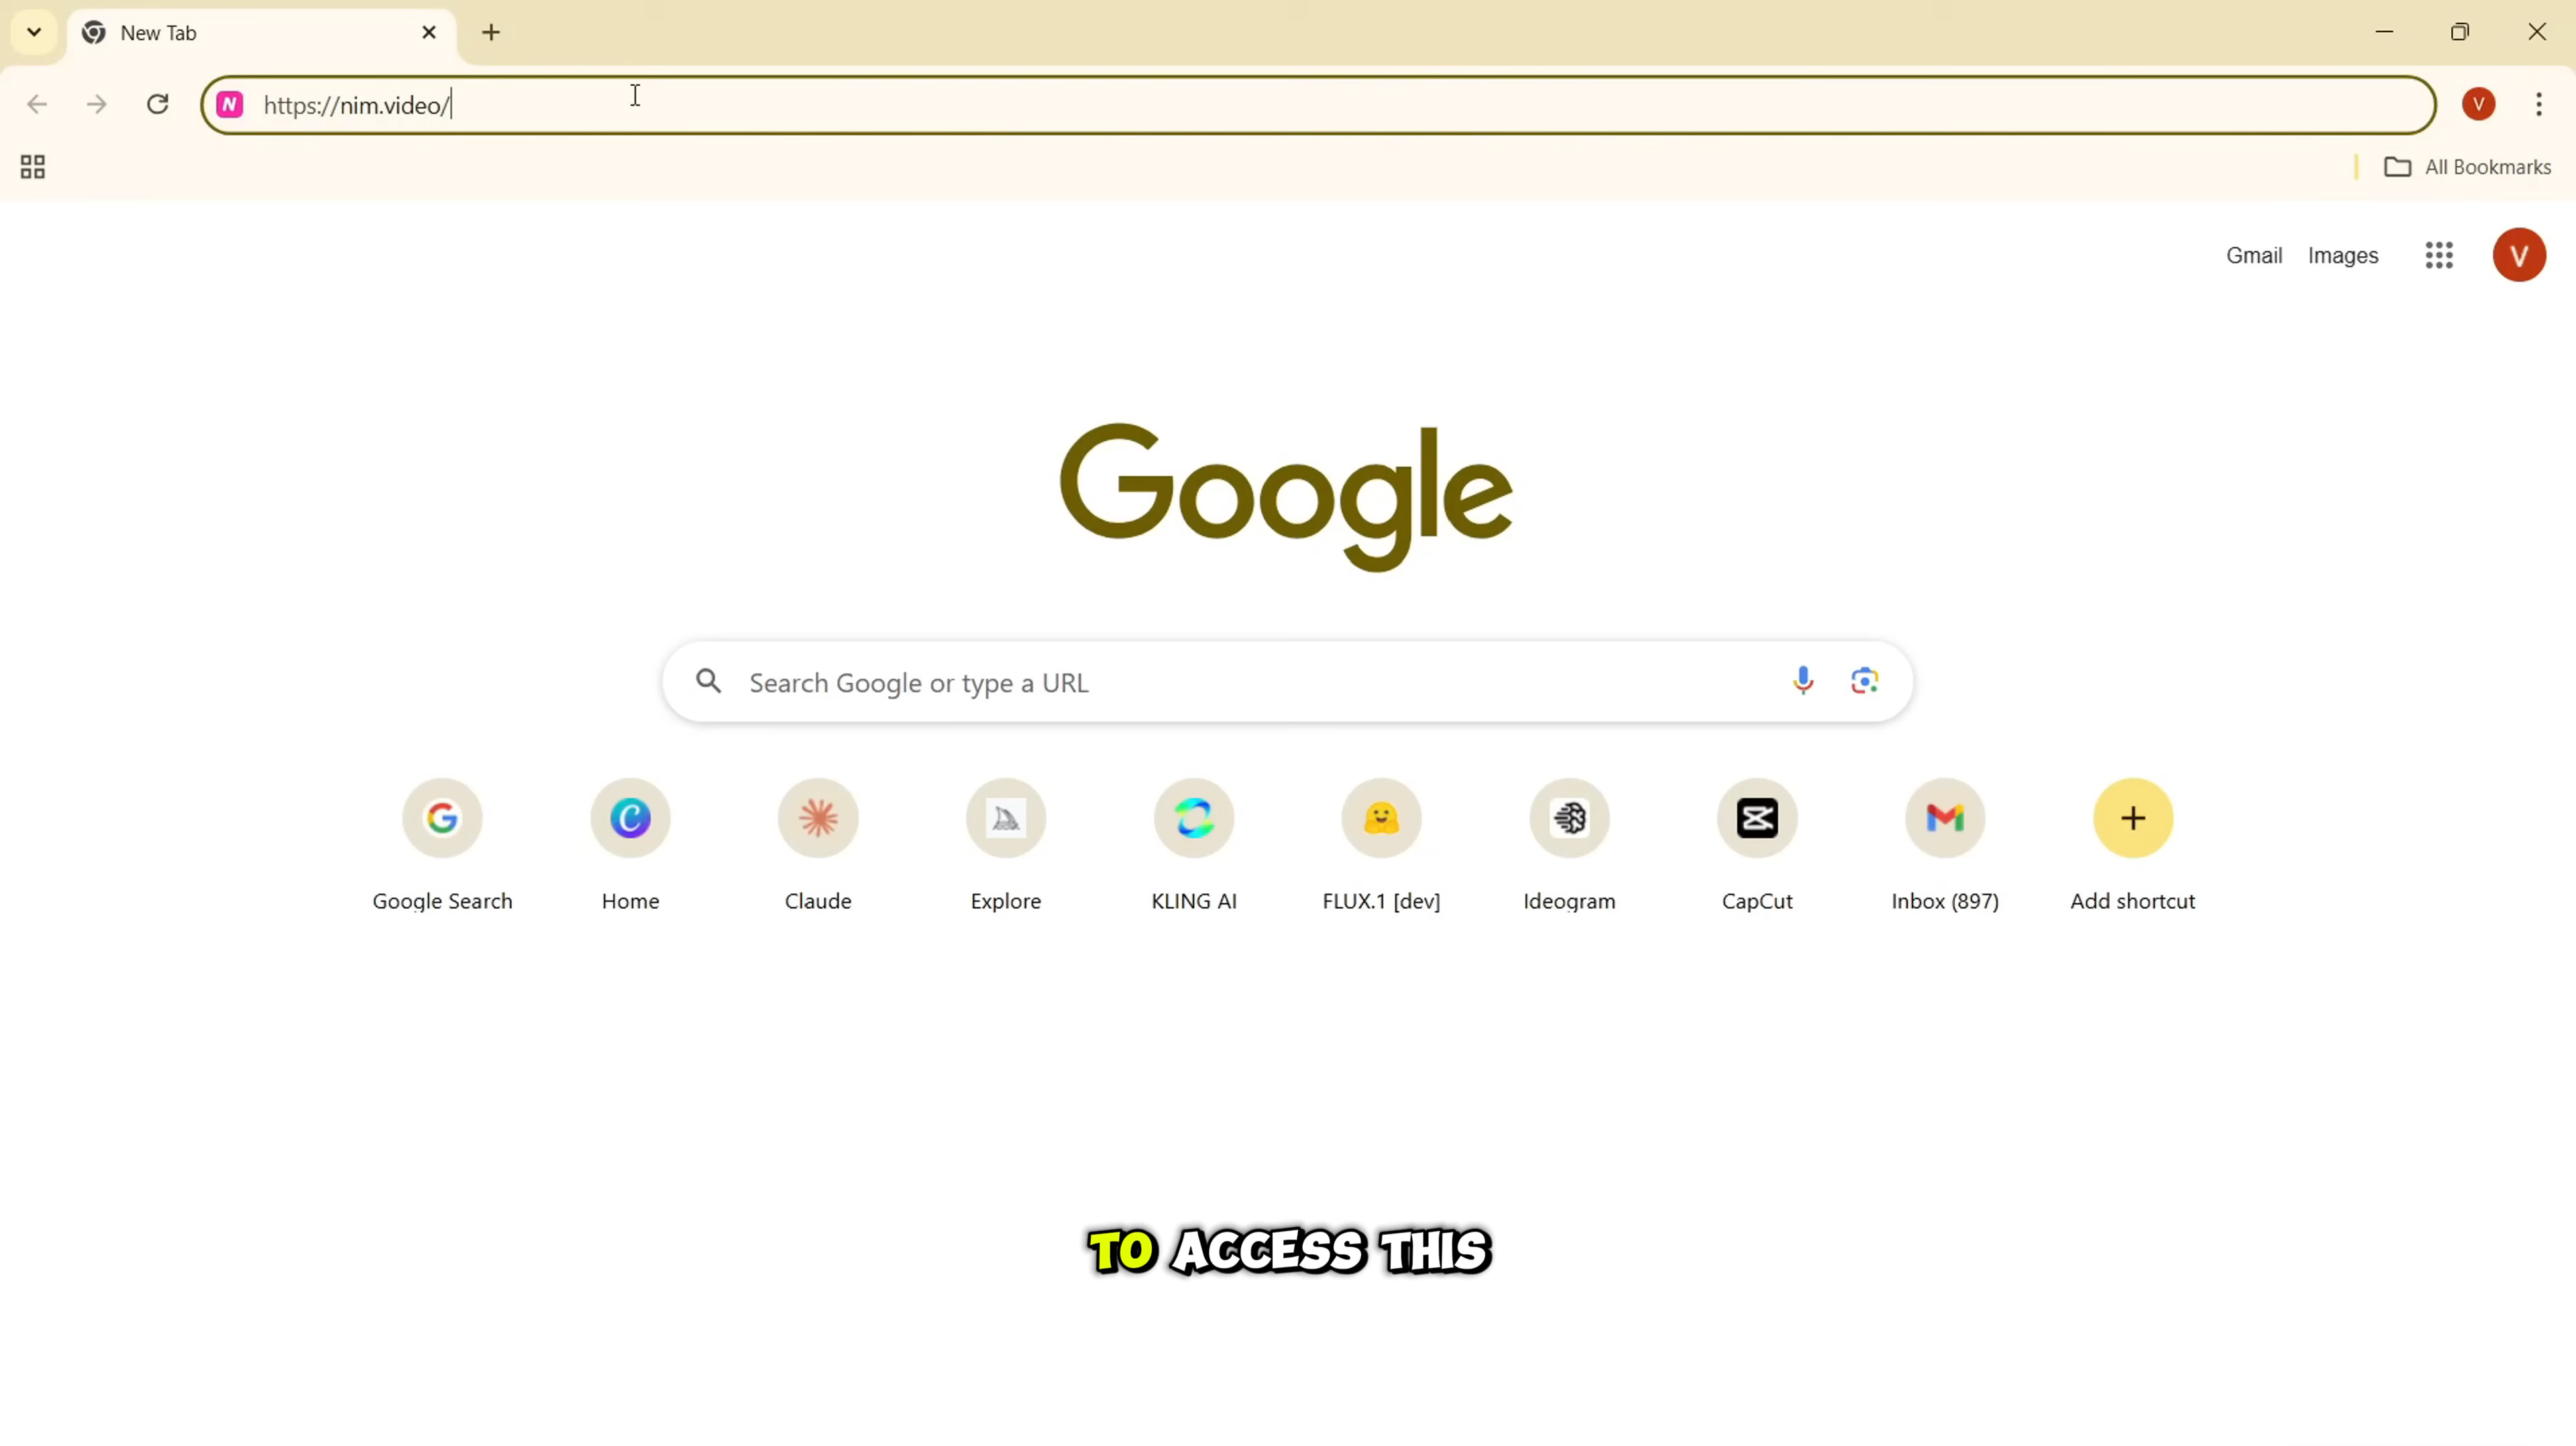 New Tab
https://nim.video/
All Bookmarks
Gmail Images
V
V
Google
Search Google or type a URL
Google Search Home Claude Explore KLING AI FLUX.1 [dev] Ideogram CapCut Inbox (897) Add shortcut
TO ACCESS THIS